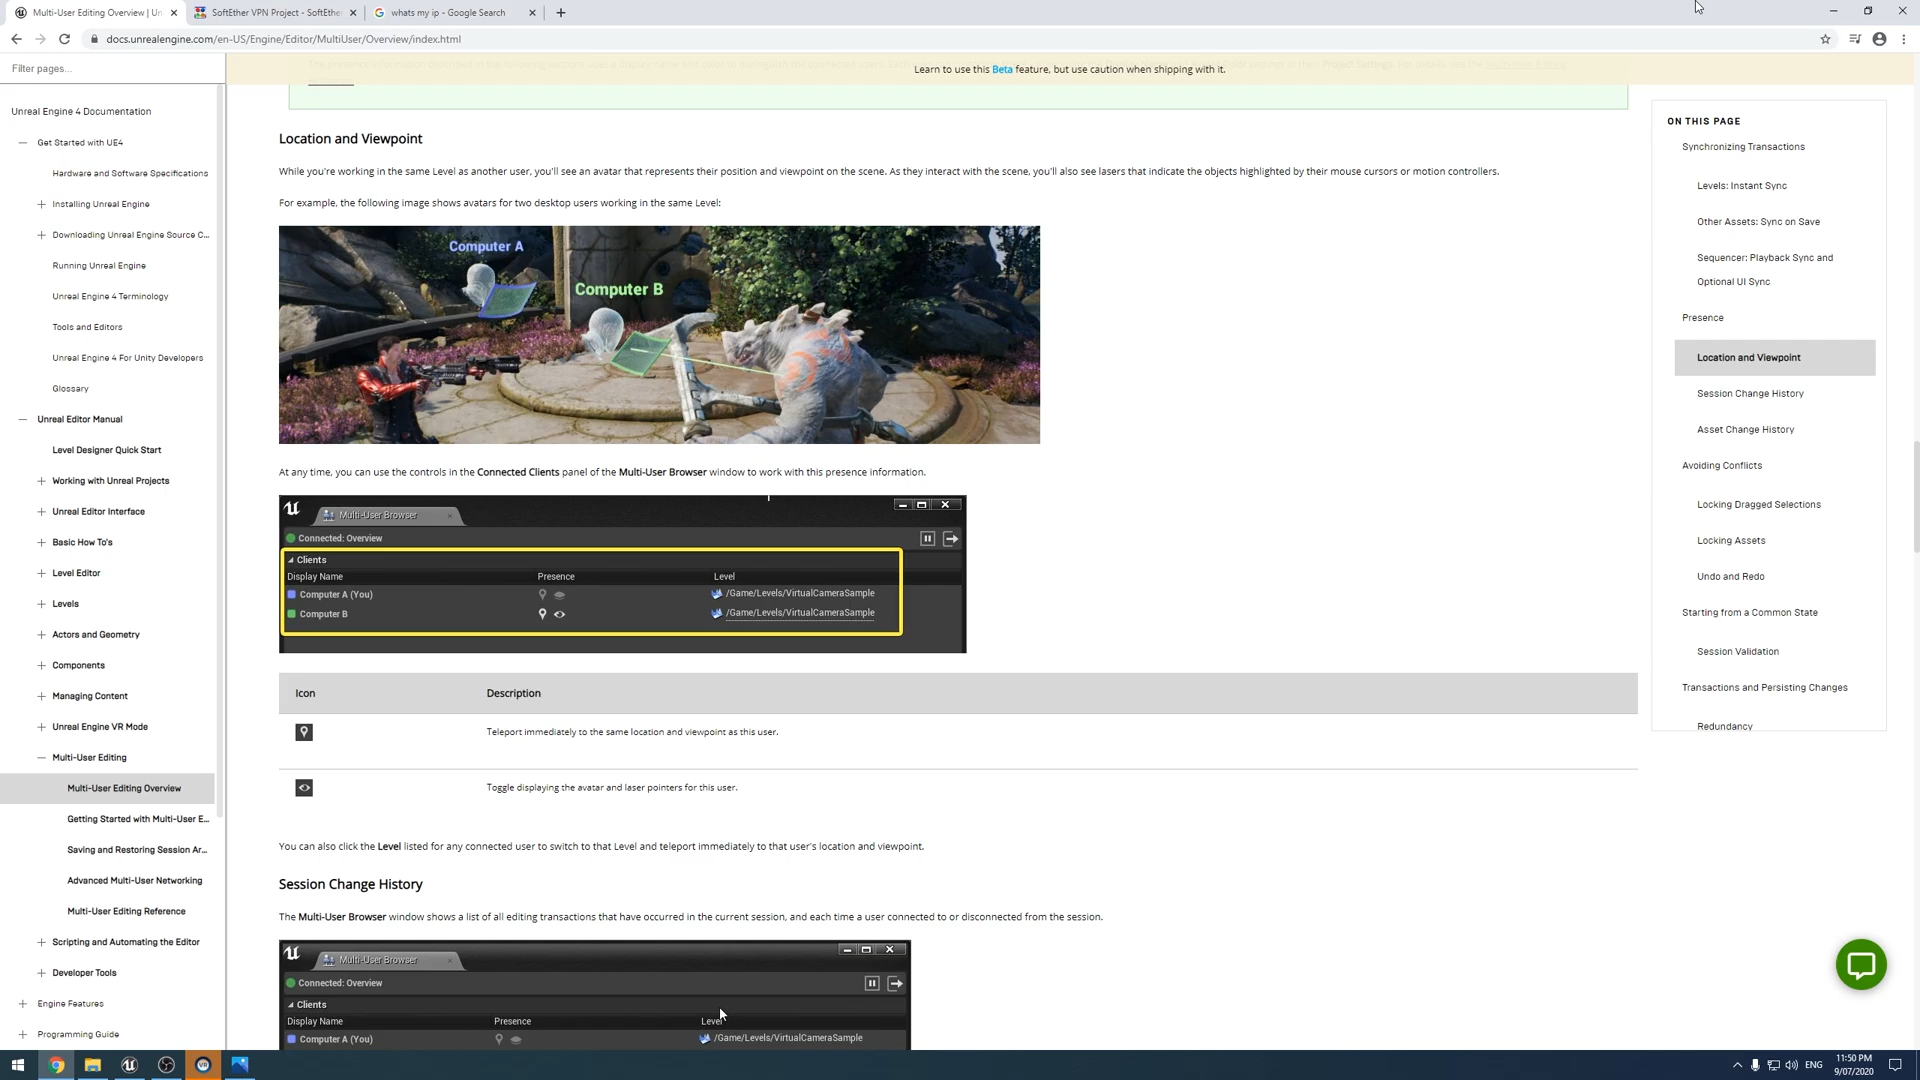 Multi-User Editing Overview | Un
SoftEther VPN Project - SoftEthe
whats my ip - Google Search
docs.unrealengine.com/en-US/Engine/Editor/MultiUser/Overview/index.html
Filter pages...
Learn to use this Beta feature, but use caution when shipping with it.
Unreal Engine 4 Documentation
Get Started with UE4
Hardware and Software Specifications
Installing Unreal Engine
Downloading Unreal Engine Source C...
Running Unreal Engine
Unreal Engine 4 Terminology
Tools and Editors
Unreal Engine 4 For Unity Developers
Glossary
Unreal Editor Manual
Level Designer Quick Start
Working with Unreal Projects
Unreal Editor Interface
Basic How To's
Level Editor
Levels
Actors and Geometry
Components
Managing Content
Unreal Engine VR Mode
Multi-User Editing
Multi-User Editing Overview
Getting Started with Multi-User E...
Saving and Restoring Session Ar...
Advanced Multi-User Networking
Multi-User Editing Reference
Scripting and Automating the Editor
Developer Tools
Engine Features
Programming Guide
Location and Viewpoint
While you're working in the same Level as another user, you'll see an avatar that represents their position and viewpoint on the scene. As they interact with the scene, you'll also see lasers that indicate the objects highlighted by their mouse cursors or motion controllers.
For example, the following image shows avatars for two desktop users working in the same Level:
Computer A
Computer B
At any time, you can use the controls in the Connected Clients panel of the Multi-User Browser window to work with this presence information.
Multi-User Browser
Connected: Overview
Clients
Display Name Presence Level
Computer A (You) /Game/Levels/VirtualCameraSample
Computer B /Game/Levels/VirtualCameraSample
Icon Description
Teleport immediately to the same location and viewpoint as this user.
Toggle displaying the avatar and laser pointers for this user.
You can also click the Level listed for any connected user to switch to that Level and teleport immediately to that user's location and viewpoint.
Session Change History
The Multi-User Browser window shows a list of all editing transactions that have occurred in the current session, and each time a user connected to or disconnected from the session.
Multi-User Browser
Connected: Overview
Clients
Display Name Presence Level
Computer A (You) /Game/Levels/VirtualCameraSample
ON THIS PAGE
Synchronizing Transactions
Levels: Instant Sync
Other Assets: Sync on Save
Sequencer: Playback Sync and
Optional UI Sync
Presence
Location and Viewpoint
Session Change History
Asset Change History
Avoiding Conflicts
Locking Dragged Selections
Locking Assets
Undo and Redo
Starting from a Common State
Session Validation
Transactions and Persisting Changes
Redundancy
ENG
11:50 PM
9/07/2020